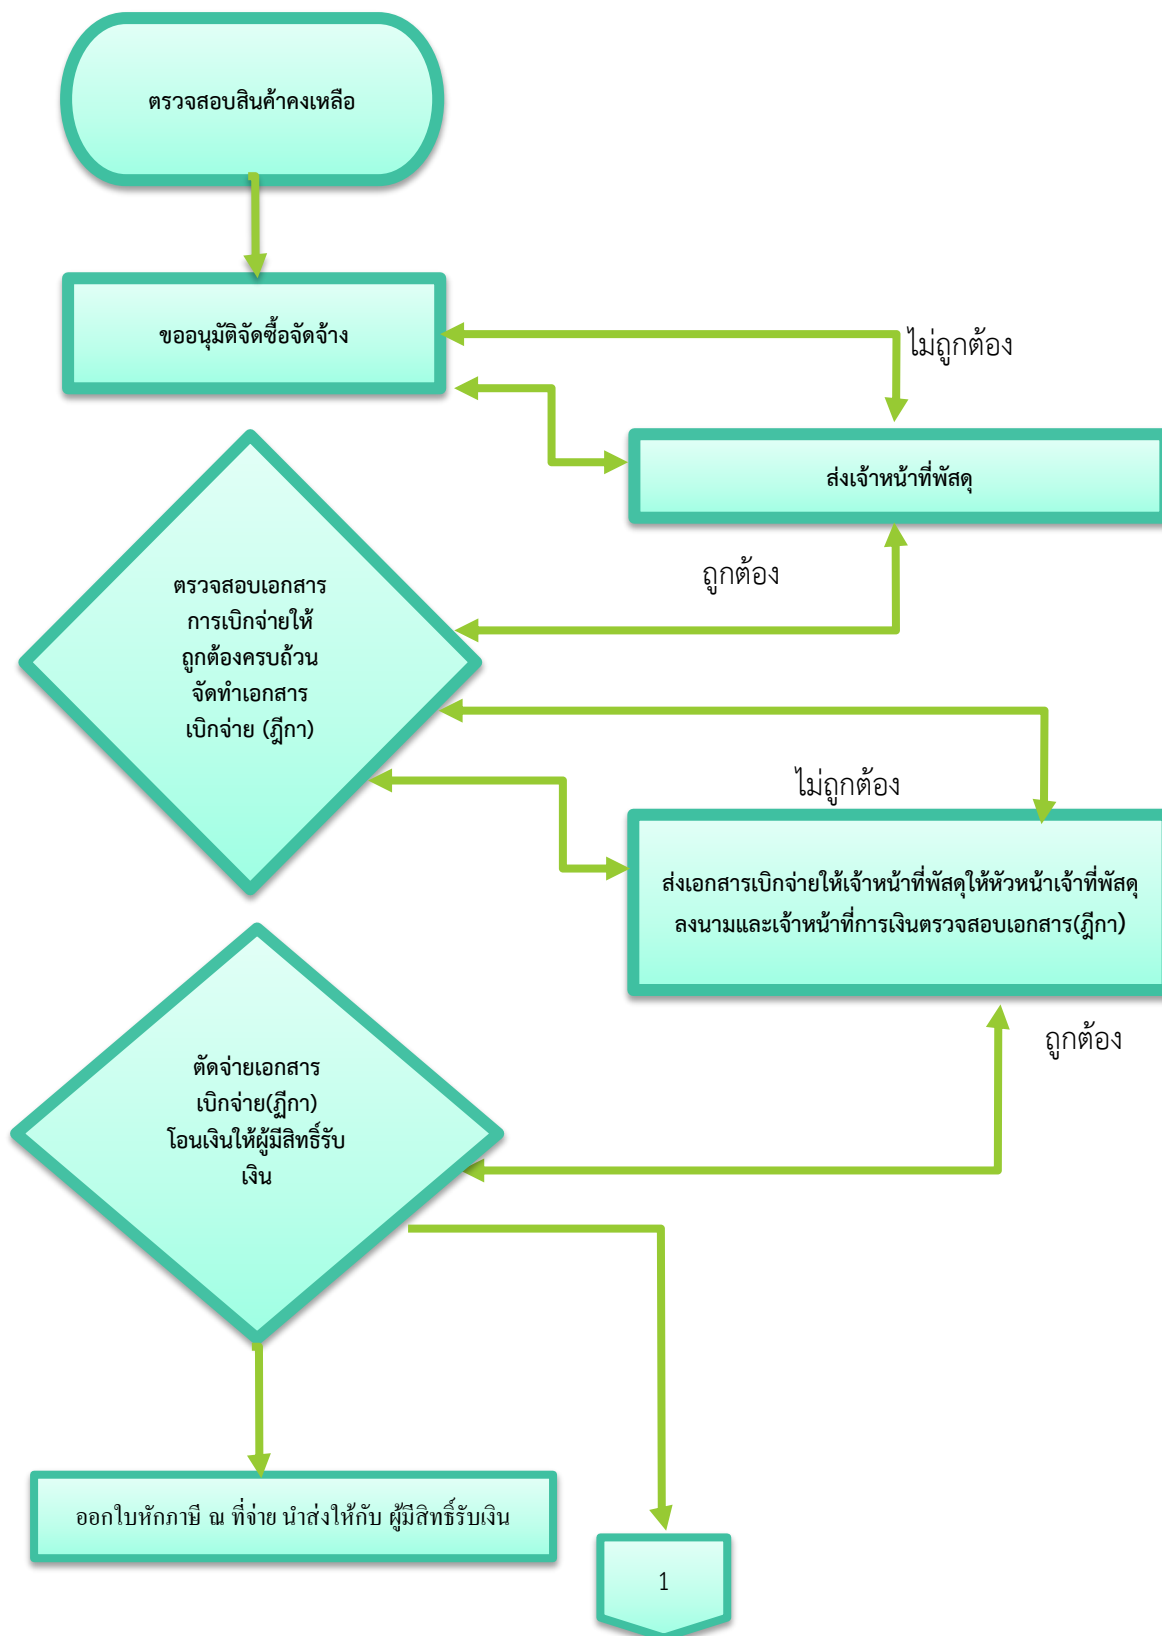 ตรวจสอบสินค้าคงเหลือ
ขออนุมัติจัดซื้อจัดจ้าง
ไม่ถูกต้อง
ส่งเจ้าหน้าที่พัสดุ
ถูกต้อง
ตรวจสอบเอกสาร
การเบิกจ่ายให้
ถูกต้องครบถ้วน
จัดทำเอกสาร
เบิกจ่าย (ฎีกา)
ไม่ถูกต้อง
ส่งเอกสารเบิกจ่ายให้เจ้าหน้าที่พัสดุให้หัวหน้าเจ้าที่พัสดุ
ลงนามและเจ้าหน้าที่การเงินตรวจสอบเอกสาร(ฎีกา)
ถูกต้อง
ตัดจ่ายเอกสาร
เบิกจ่าย(ฏีกา)
โอนเงินให้ผู้มีสิทธิ์รับ
เงิน
ออกใบหักภาษี ณ ที่จ่าย นำส่งให้กับ ผู้มีสิทธิ์รับเงิน
1